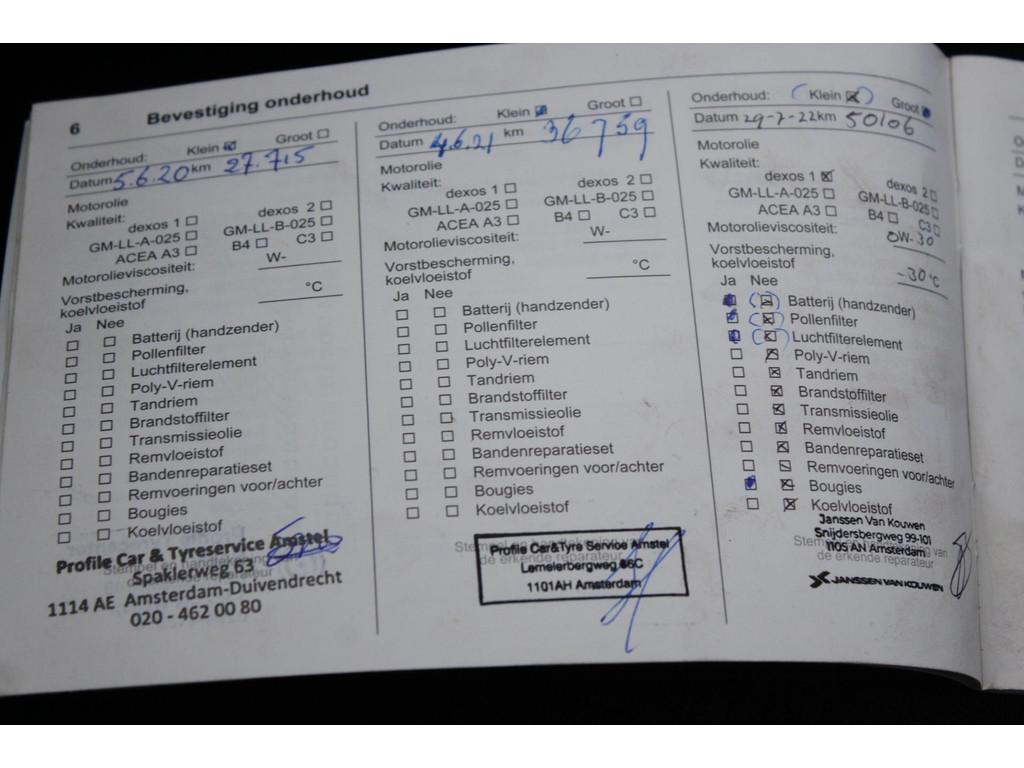 6 Bevestiging onderhoud
Onderhoud: Klein ☒ Groot ☐
Datum 5.6.20 km 27.715
Motorolie
Kwaliteit:
dexos 1 ☐ dexos 2 ☐
GM-LL-A-025 ☐ GM-LL-B-025 ☐
ACEA A3 ☐ B4 ☐ C3 ☐
Motorolieviscositeit: W-
Vorstbescherming,
koelvloeistof °C
Ja Nee
☐ ☐ Batterij (handzender)
☐ ☐ Pollenfilter
☐ ☐ Luchtfilterelement
☐ ☐ Poly-V-riem
☐ ☐ Tandriem
☐ ☐ Brandstoffilter
☐ ☐ Transmissieolie
☐ ☐ Remvloeistof
☐ ☐ Bandenreparatieset
☐ ☐ Remvoeringen voor/achter
☐ ☐ Bougies
☐ ☐ Koelvloeistof
Profile Car & Tyreservice Amstel
Spaklerweg 63
1114 AE Amsterdam-Duivendrecht
020 - 462 00 80
Onderhoud: Klein ☒ Groot ☐
Datum 4.6.21 km 36759
Motorolie
Kwaliteit:
dexos 1 ☐ dexos 2 ☐
GM-LL-A-025 ☐ GM-LL-B-025 ☐
ACEA A3 ☐ B4 ☐ C3 ☐
Motorolieviscositeit: W-
Vorstbescherming,
koelvloeistof °C
Ja Nee
☐ ☐ Batterij (handzender)
☐ ☐ Pollenfilter
☐ ☐ Luchtfilterelement
☐ ☐ Poly-V-riem
☐ ☐ Tandriem
☐ ☐ Brandstoffilter
☐ ☐ Transmissieolie
☐ ☐ Remvloeistof
☐ ☐ Bandenreparatieset
☐ ☐ Remvoeringen voor/achter
☐ ☐ Bougies
☐ ☐ Koelvloeistof
Stempel en handtekening van
de erkende reparateur
Profile Car&Tyre Service Amstel
Lemelerbergweg 56C
1101AH Amsterdam
Onderhoud: (Klein ☒) Groot ☒
Datum 29-7-22 km 50106
Motorolie
Kwaliteit:
dexos 1 ☒ dexos 2 ☐
GM-LL-A-025 ☐ GM-LL-B-025 ☐
ACEA A3 ☐ B4 ☐ C3 ☐
Motorolieviscositeit: 0W-30
Vorstbescherming,
koelvloeistof -30°C
Ja Nee
☒ (☒) Batterij (handzender)
☒ (☒) Pollenfilter
☒ (☒) Luchtfilterelement
☐ ☒ Poly-V-riem
☐ ☒ Tandriem
☐ ☒ Brandstoffilter
☐ ☒ Transmissieolie
☐ ☒ Remvloeistof
☐ ☒ Bandenreparatieset
☐ ☒ Remvoeringen voor/achter
☒ ☒ Bougies
☐ ☒ Koelvloeistof
Janssen Van Kouwen
Snijdersbergweg 99-101
1105 AN Amsterdam
JANSSEN VAN KOUWEN